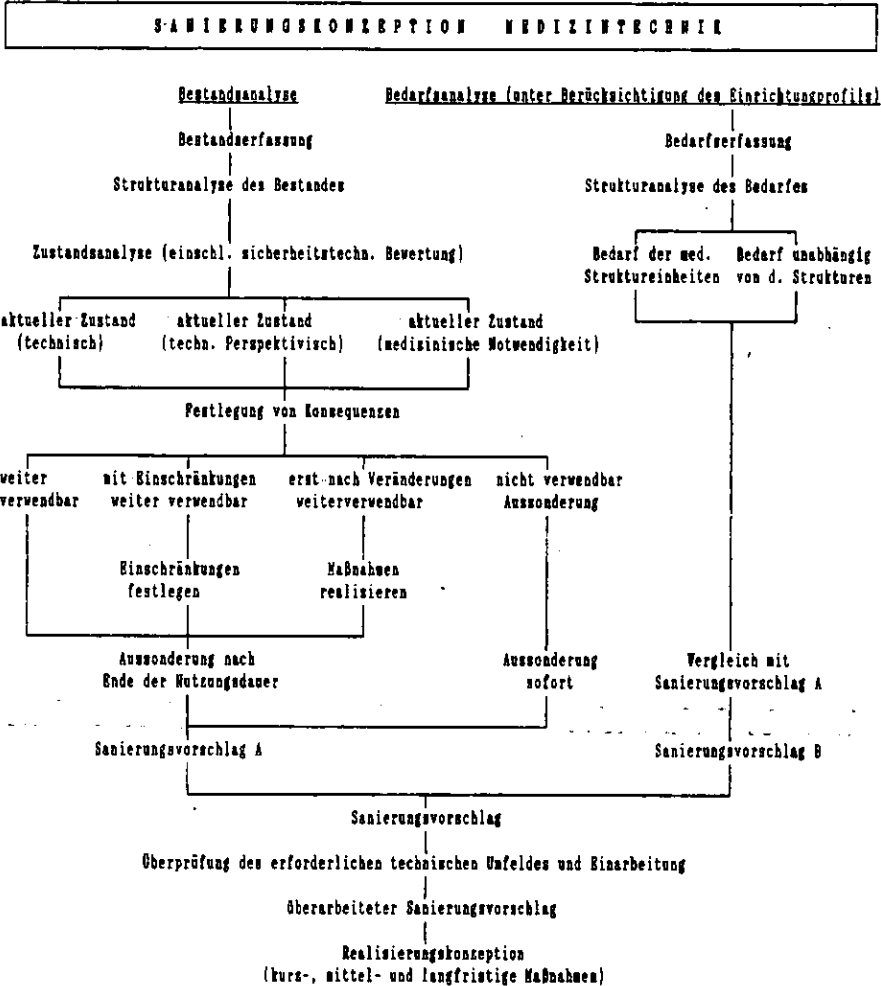 SANIERUNGSKONZEPTION MEDIZINTECHNIK
Bestandsanalyse
Bedarfsanalyse (unter Berücksichtigung des Einrichtungprofils)
Bestandserfassung
Bedarfserfassung
Strukturanalyse des Bestandes
Strukturanalyse des Bedarfes
Zustandsanalyse (einschl. sicherheitstechn. Bewertung)
Bedarf der med.
Struktureinheiten
Bedarf unabhängig
von d. Strukturen
aktueller Zustand
(technisch)
aktueller Zustand
(techn. Perspektivisch)
aktueller Zustand
(medizinische Notwendigkeit)
Festlegung von Konsequenzen
weiter
verwendbar
mit Einschränkungen
weiter verwendbar
erst nach Veränderungen
weiterverwendbar
nicht verwendbar
Aussonderung
Einschränkungen
festlegen
Maßnahmen
realisieren
Aussonderung nach
Ende der Nutzungsdauer
Aussonderung
sofort
Vergleich mit
Sanierungsvorschlag A
Sanierungsvorschlag A
Sanierungsvorschlag B
Sanierungsvorschlag
Überprüfung des erforderlichen technischen Umfeldes und Einarbeitung
überarbeiteter Sanierungsvorschlag
Realisierungskonzeption
(kurz-, mittel- und langfristige Maßnahmen)